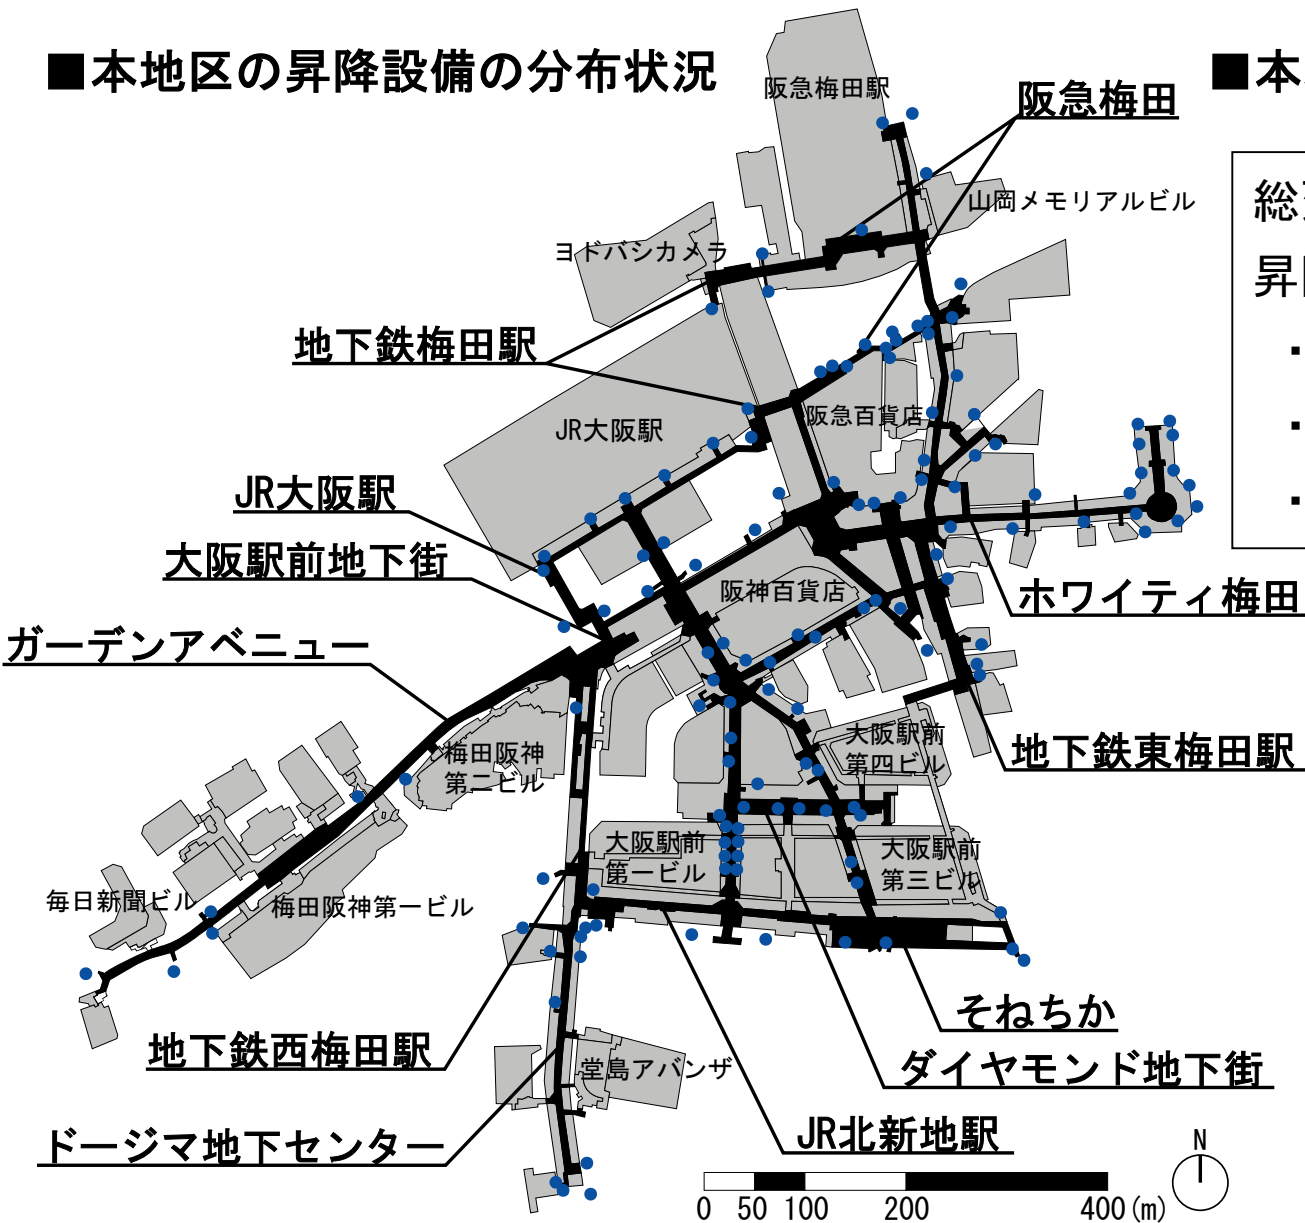 ■本地区の昇降設備の分布状況
■本
阪急梅田駅
阪急梅田
総
山岡メモリアルビル
ヨドバシカメラ
昇
地下鉄梅田駅
・
阪急百貨店
・
JR大阪駅
JR大阪駅
・
大阪駅前地下街
阪神百貨店
ホワイティ梅田
ガーデンアベニュー
大阪駅前
第四ビル
地下鉄東梅田駅
梅田阪神
第二ビル
大阪駅前
第一ビル
大阪駅前
第三ビル
毎日新聞ビル
梅田阪神第一ビル
そねちか
地下鉄西梅田駅
堂島アバンザ
ダイヤモンド地下街
ドージマ地下センター
JR北新地駅
N
0 50 100 200 400(m)